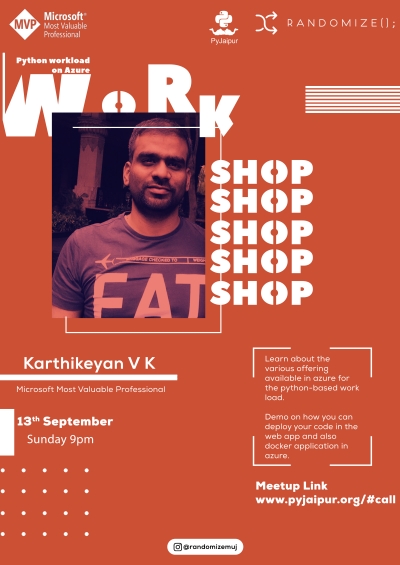 MVP
Microsoft®
Most Valuable
Professional
PyJaipur
RANDOMIZE();
Python workload
on Azure
WORK
SHOP
SHOP
SHOP
SHOP
SHOP
EAT
Karthikeyan V K
Microsoft Most Valuable Professional
13th September
Sunday 9pm
Learn about the
various offering
available in azure for
the python-based work
load.
Demo on how you can
deploy your code in the
web app and also
docker application in
azure.
Meetup Link
www.pyjaipur.org/#call
@randomizemuj